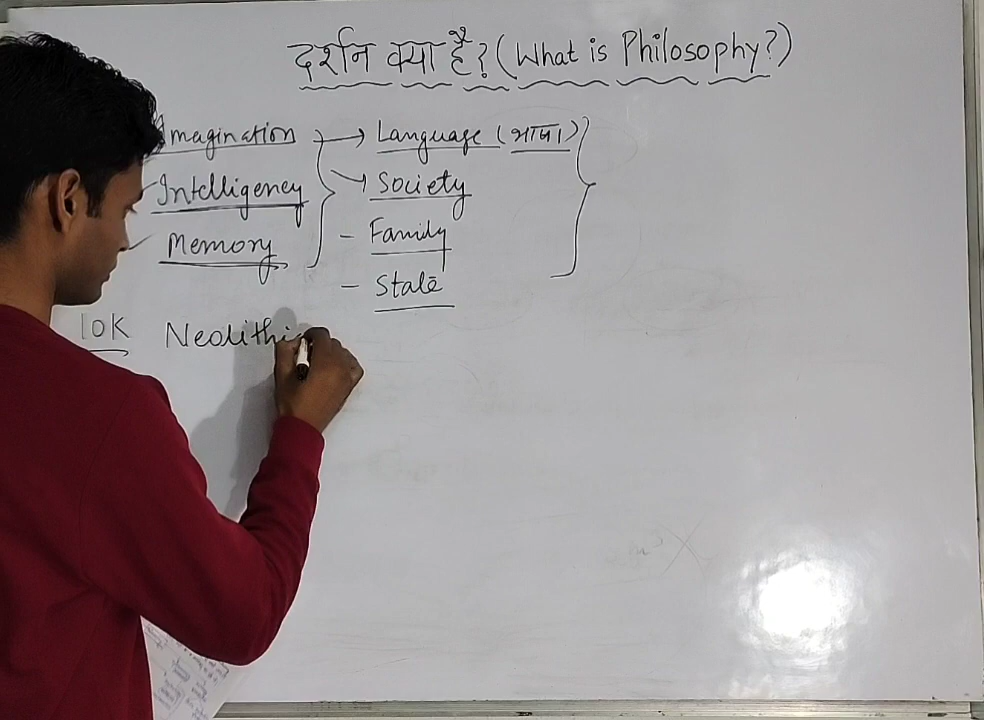 दर्शन क्या है? (What is Philosophy?)
Imagination → Language (भाषा)
Intelligency → Society
Memory - Family
- State
10K Neolithi